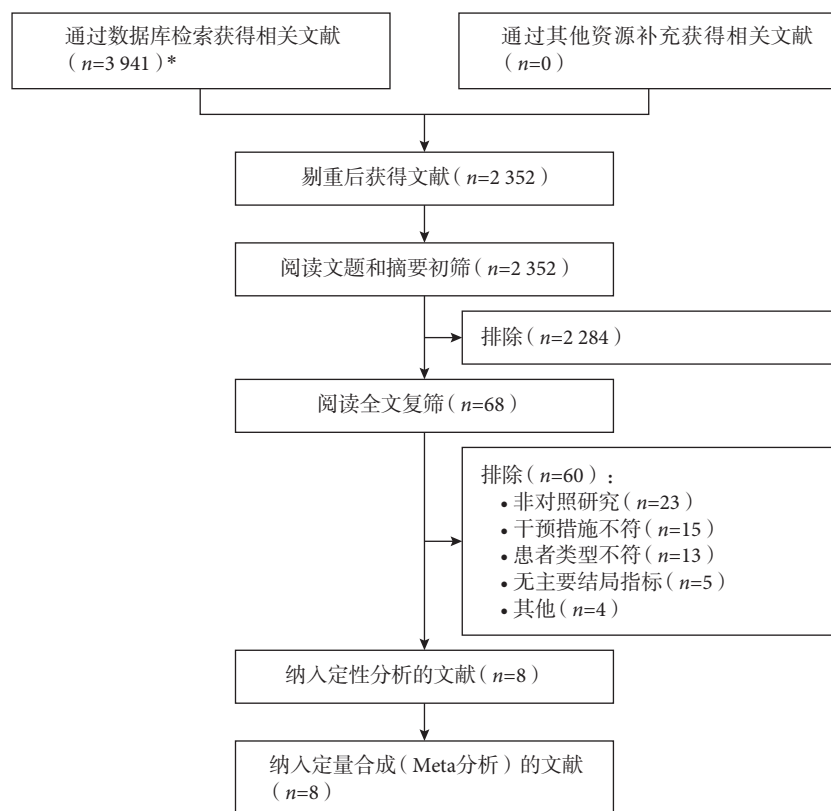 通过数据库检索获得相关文献
（n=3 941）*
通过其他资源补充获得相关文献
（n=0）
剔重后获得文献（n=2 352）
阅读文题和摘要初筛（n=2 352）
排除（n=2 284）
阅读全文复筛（n=68）
排除（n=60）：
• 非对照研究（n=23）
• 干预措施不符（n=15）
• 患者类型不符（n=13）
• 无主要结局指标（n=5）
• 其他（n=4）
纳入定性分析的文献（n=8）
纳入定量合成（Meta分析）的文献
（n=8）